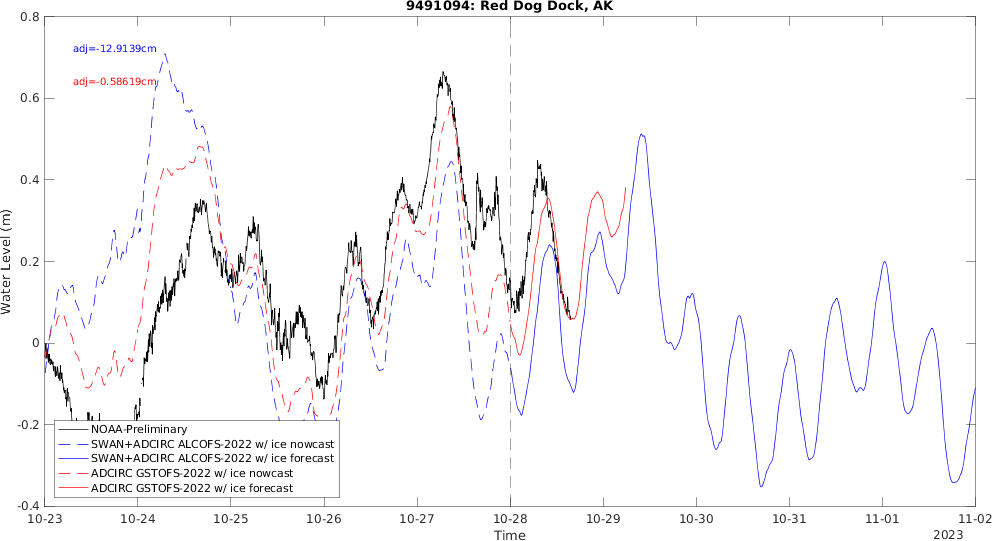 9491094: Red Dog Dock, AK
adj=-12.9139cm
adj=-0.58619cm
Water Level (m)
0.8
0.6
0.4
0.2
0
-0.2
-0.4
NOAA-Preliminary
SWAN+ADCIRC ALCOFS-2022 w/ ice nowcast
SWAN+ADCIRC ALCOFS-2022 w/ ice forecast
ADCIRC GSTOFS-2022 w/ ice nowcast
ADCIRC GSTOFS-2022 w/ ice forecast
10-23 10-24 10-25 10-26 10-27 10-28 10-29 10-30 10-31 11-01 11-02
Time
2023